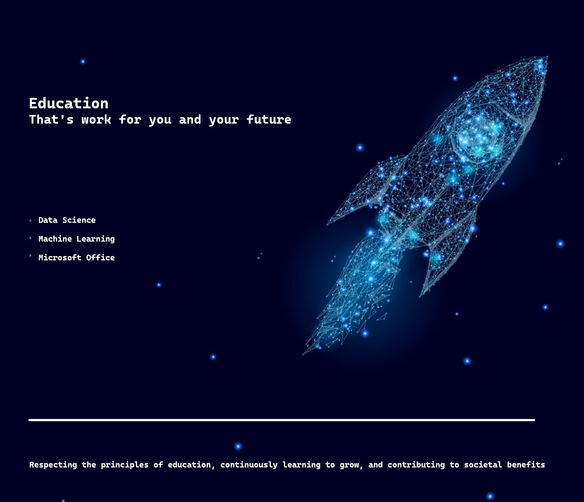 Education
That's work for you and your future
Data Science
Machine Learning
Microsoft Office
Respecting the principles of education, continuously learning to grow, and contributing to societal benefits